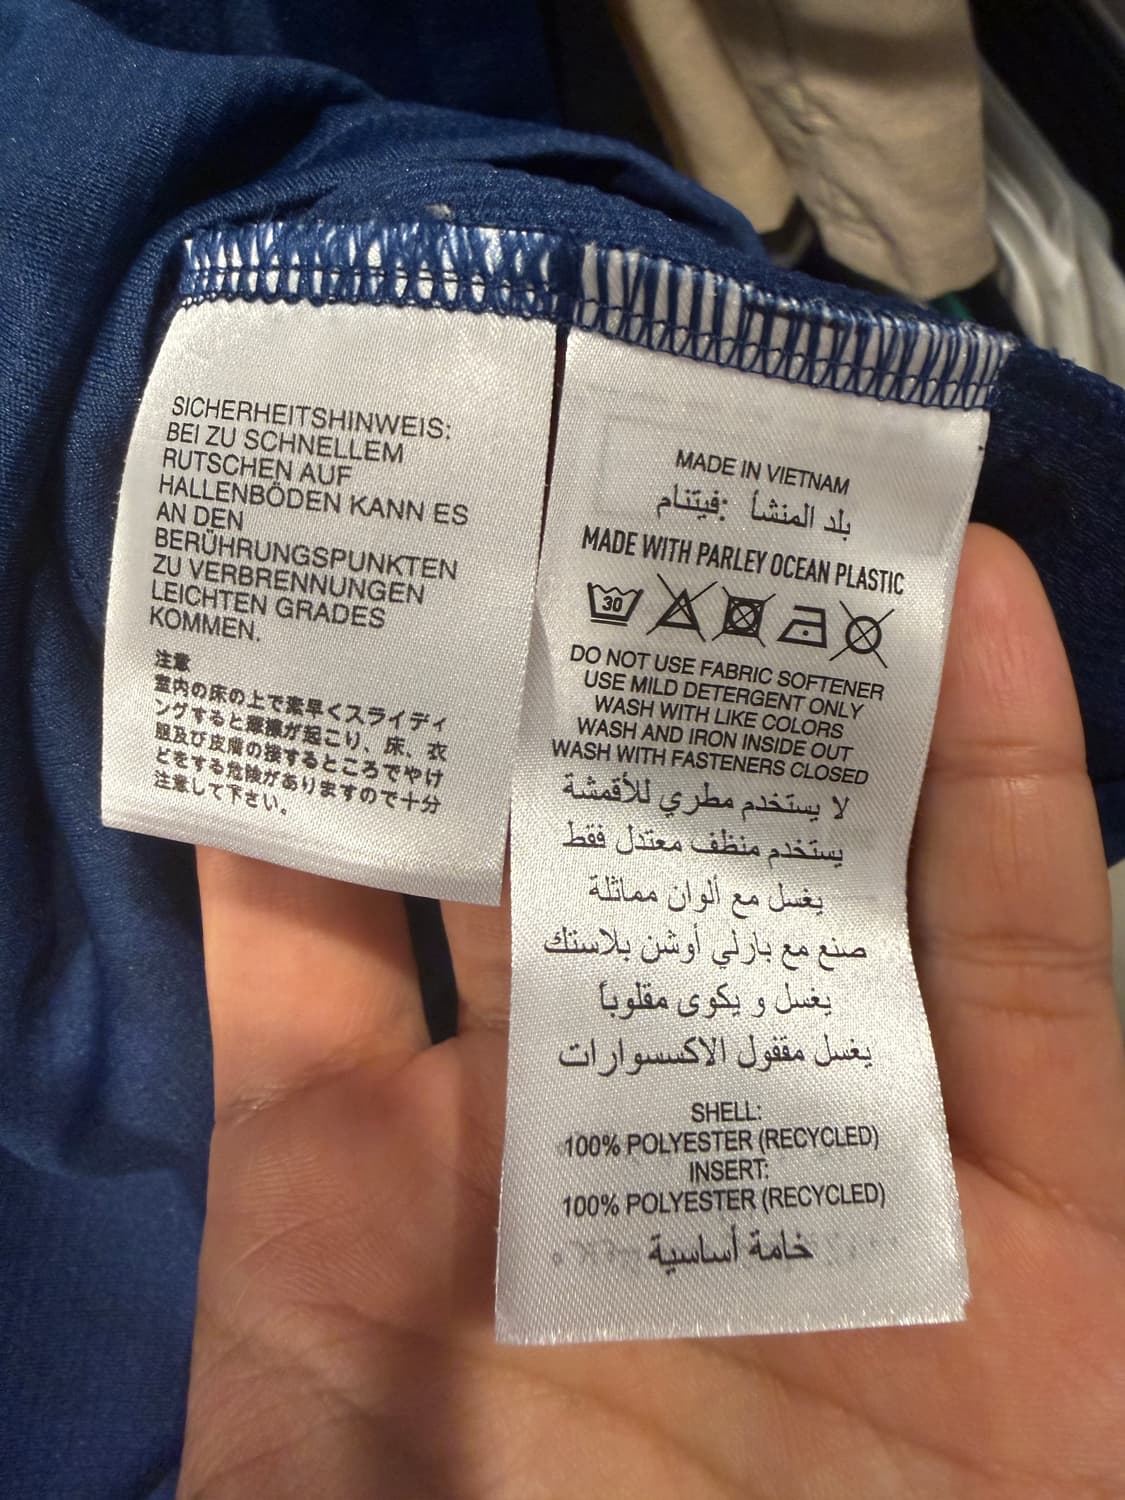 SICHERHEITSHINWEIS:
BEI ZU SCHNELLEM
RUTSCHEN AUF
HALLENBÖDEN KANN ES
AN DEN
BERÜHRUNGSPUNKTEN
ZU VERBRENNUNGEN
LEICHTEN GRADES
KOMMEN.
注意
室内の床の上で素早くスライディ
ングすると摩擦が起こり、床、衣
服及び皮膚の接するところでやけ
どをする危険がありますので十分
注意して下さい。
MADE IN VIETNAM
بلد المنشأ :فيتنام
MADE WITH PARLEY OCEAN PLASTIC
30
DO NOT USE FABRIC SOFTENER
USE MILD DETERGENT ONLY
WASH WITH LIKE COLORS
WASH AND IRON INSIDE OUT
WASH WITH FASTENERS CLOSED
لا يستخدم مطري للأقمشة
يستخدم منظف معتدل فقط
يغسل مع ألوان مماثلة
صنع مع بارلي أوشن بلاستك
يغسل و يكوى مقلوباً
يغسل مقفول الاكسسوارات
SHELL:
100% POLYESTER (RECYCLED)
INSERT:
100% POLYESTER (RECYCLED)
خامة أساسية